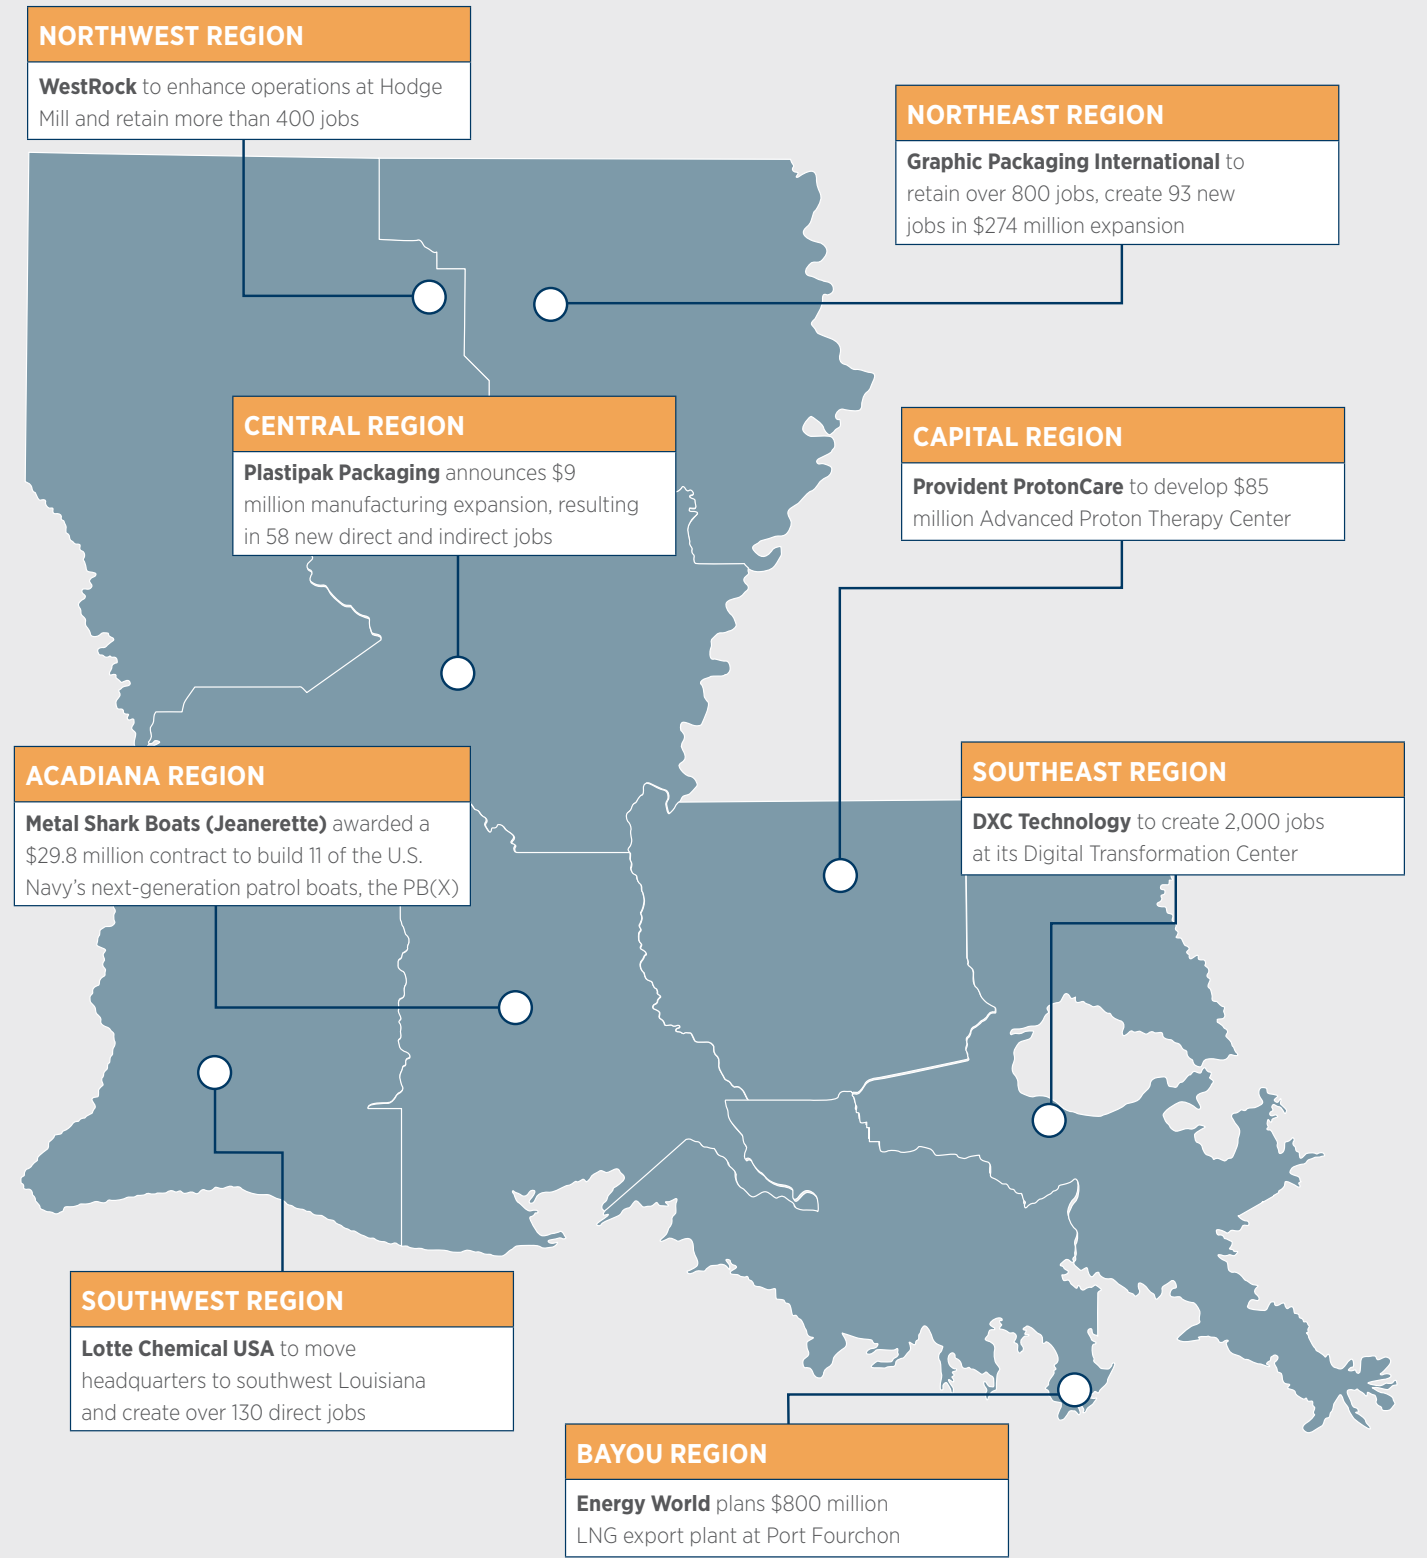 NORTHWEST REGION
WestRock to enhance operations at Hodge
Mill and retain more than 400 jobs
NORTHEAST REGION
Graphic Packaging International to
retain over 800 jobs, create 93 new
jobs in $274 million expansion
CENTRAL REGION
Plastipak Packaging announces $9
million manufacturing expansion, resulting
in 58 new direct and indirect jobs
CAPITAL REGION
Provident ProtonCare to develop $85
million Advanced Proton Therapy Center
ACADIANA REGION
Metal Shark Boats (Jeanerette) awarded a
$29.8 million contract to build 11 of the U.S.
Navy’s next-generation patrol boats, the PB(X)
SOUTHEAST REGION
DXC Technology to create 2,000 jobs
at its Digital Transformation Center
SOUTHWEST REGION
Lotte Chemical USA to move
headquarters to southwest Louisiana
and create over 130 direct jobs
BAYOU REGION
Energy World plans $800 million
LNG export plant at Port Fourchon